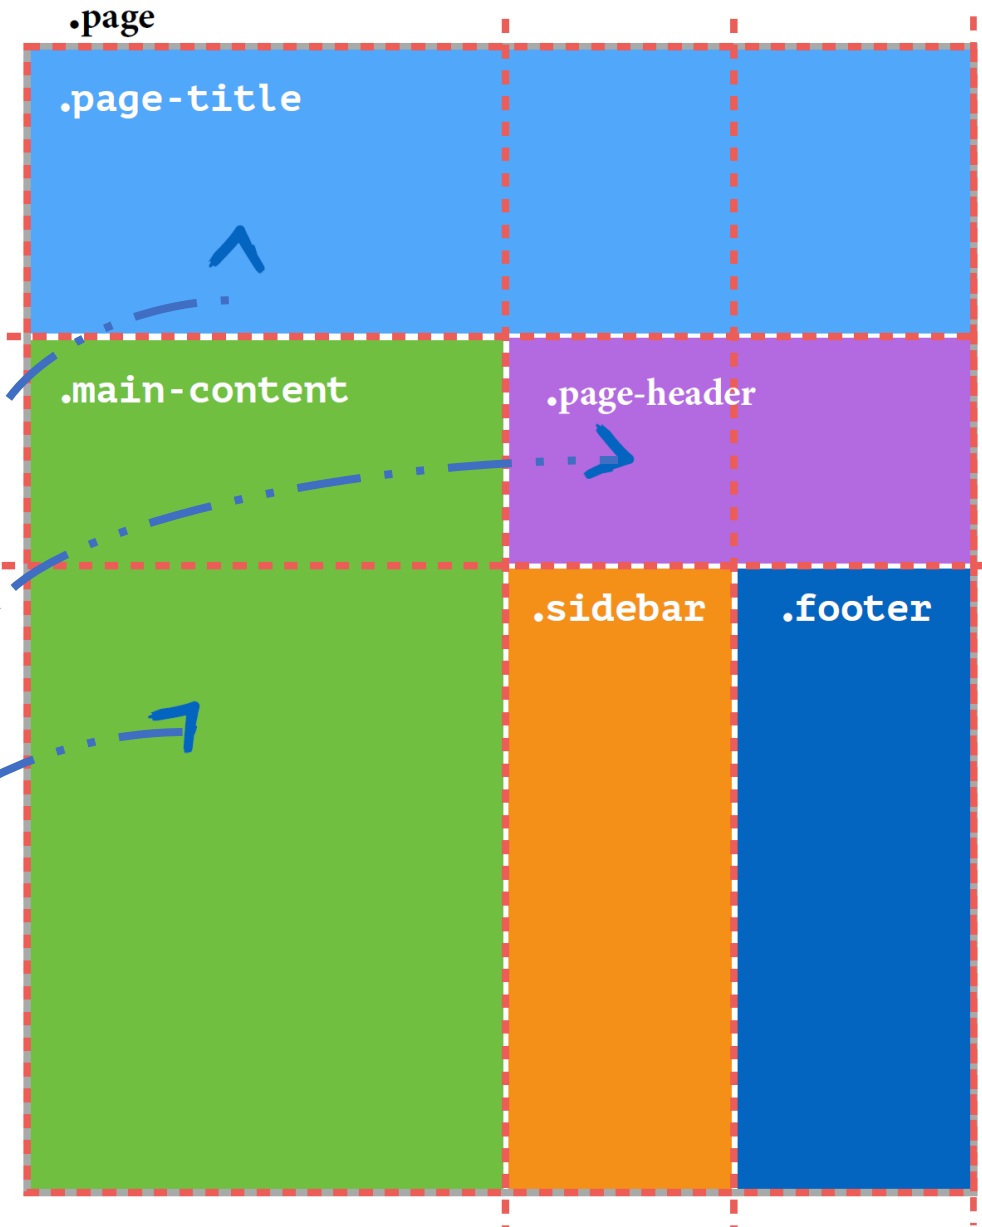 .page
.page-title
.main-content
.page-header
.sidebar
.footer